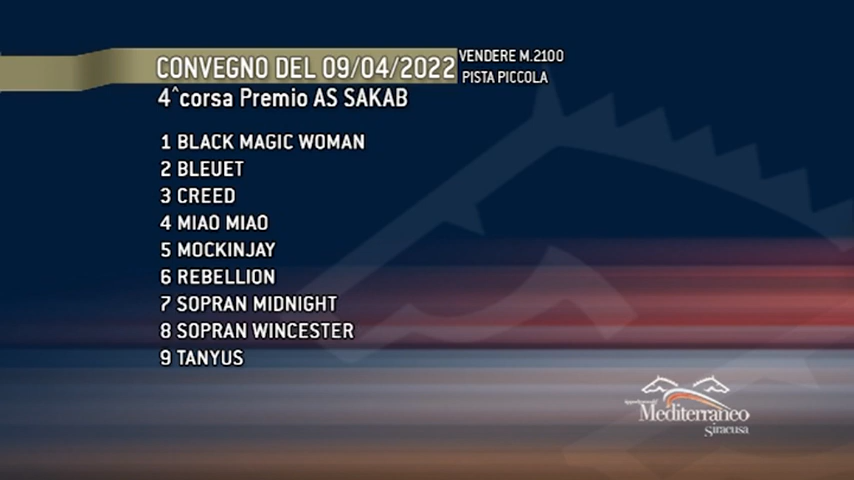 CONVEGNO DEL 09/04/2022
VENDERE M.2100
PISTA PICCOLA
4^corsa Premio AS SAKAB
1 BLACK MAGIC WOMAN
2 BLEUET
3 CREED
4 MIAO MIAO
5 MOCKINJAY
6 REBELLION
7 SOPRAN MIDNIGHT
8 SOPRAN WINCESTER
9 TANYUS
Mediterraneo
Siracusa